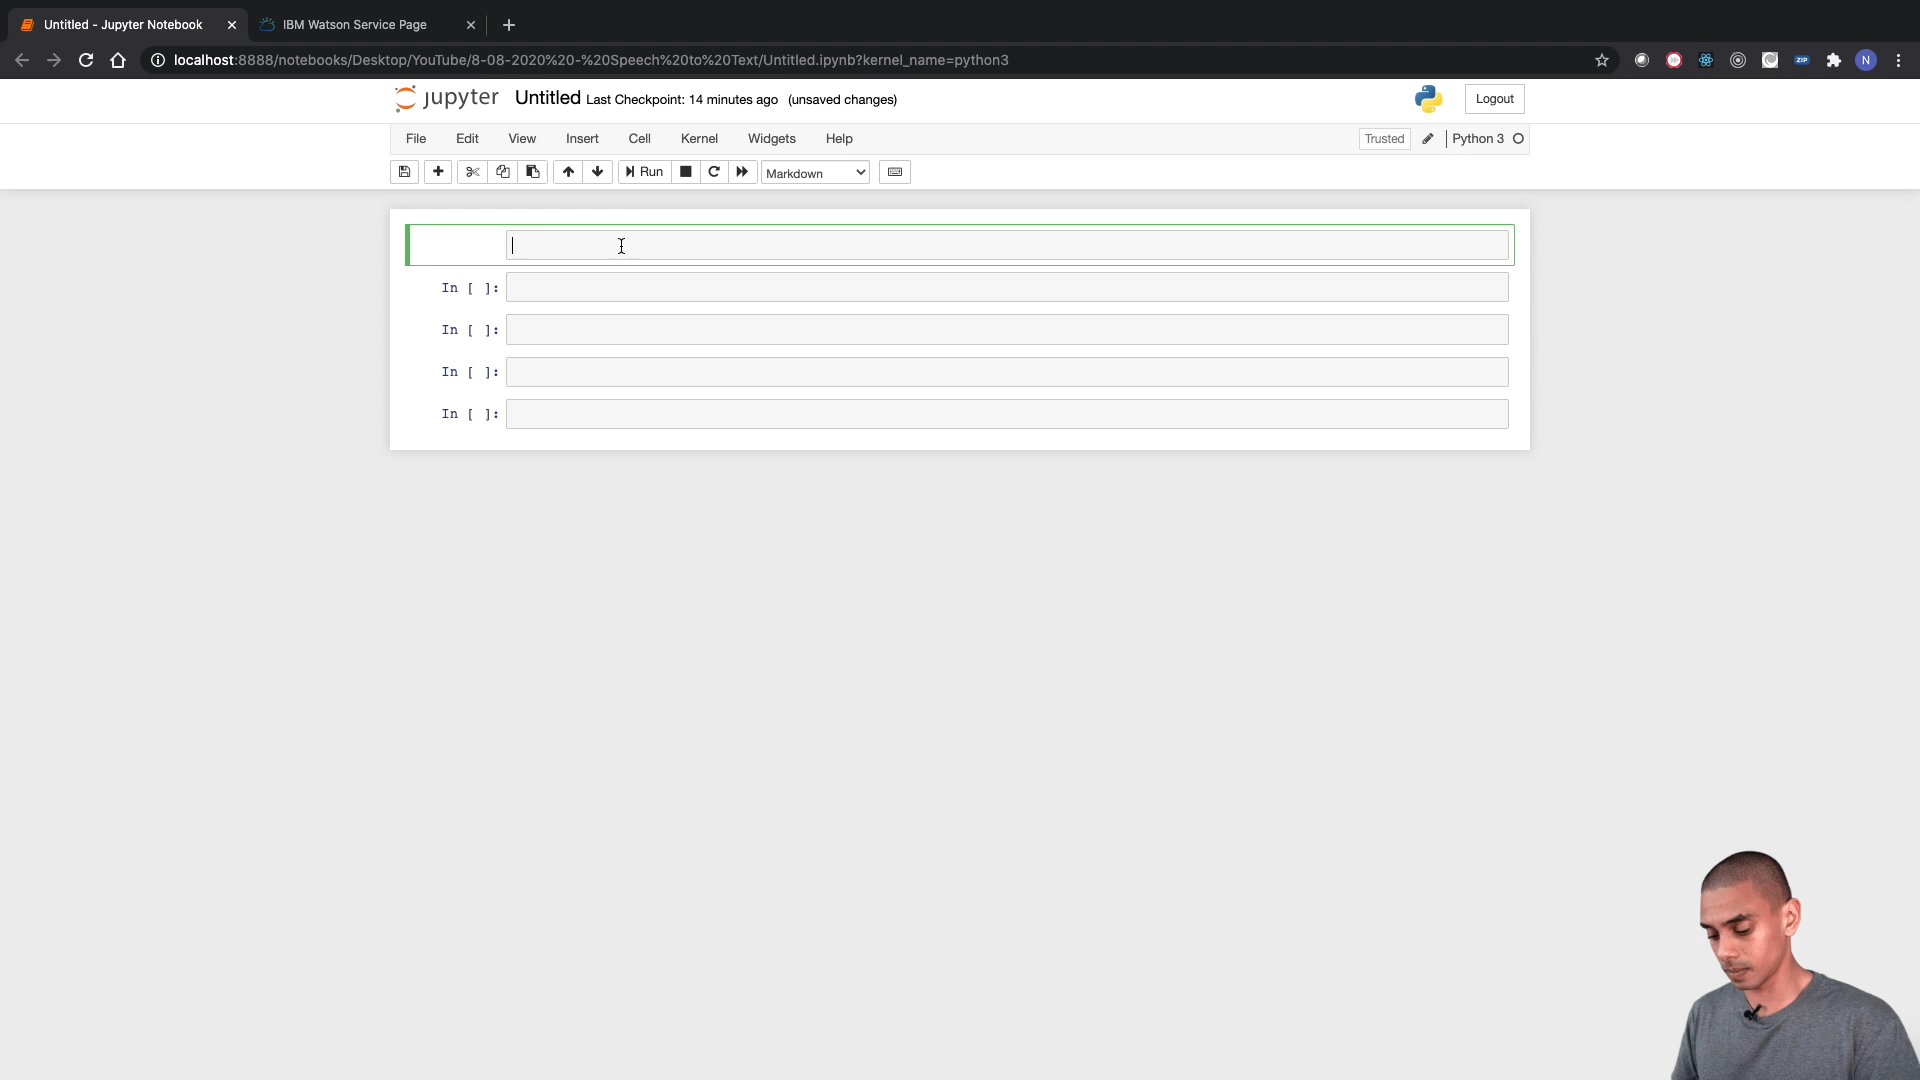 Untitled - Jupyter Notebook
IBM Watson Service Page
localhost:8888/notebooks/Desktop/YouTube/8-08-2020%20-%20Speech%20to%20Text/Untitled.ipynb?kernel_name=python3
ZIP
N
jupyter Untitled Last Checkpoint: 14 minutes ago (unsaved changes)
Logout
File Edit View Insert Cell Kernel Widgets Help
Trusted Python 3
Run Markdown
In [ ]:
In [ ]:
In [ ]:
In [ ]: